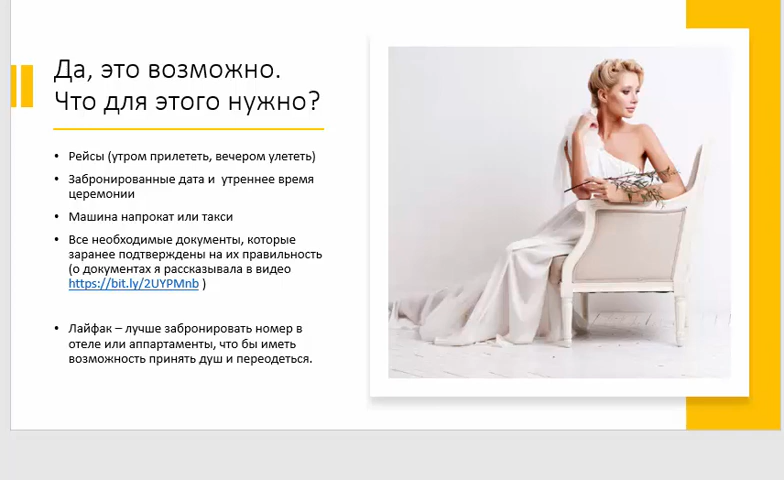 Да, это возможно.
Что для этого нужно?
• Рейсы (утром прилететь, вечером улететь)
• Забронированные дата и утреннее время
церемонии
• Машина напрокат или такси
• Все необходимые документы, которые
заранее подтверждены на их правильность
(о документах я рассказывала в видео
https://bit.ly/2UYPMnb )
• Лайфак – лучше забронировать номер в
отеле или аппартаменты, что бы иметь
возможность принять душ и переодеться.